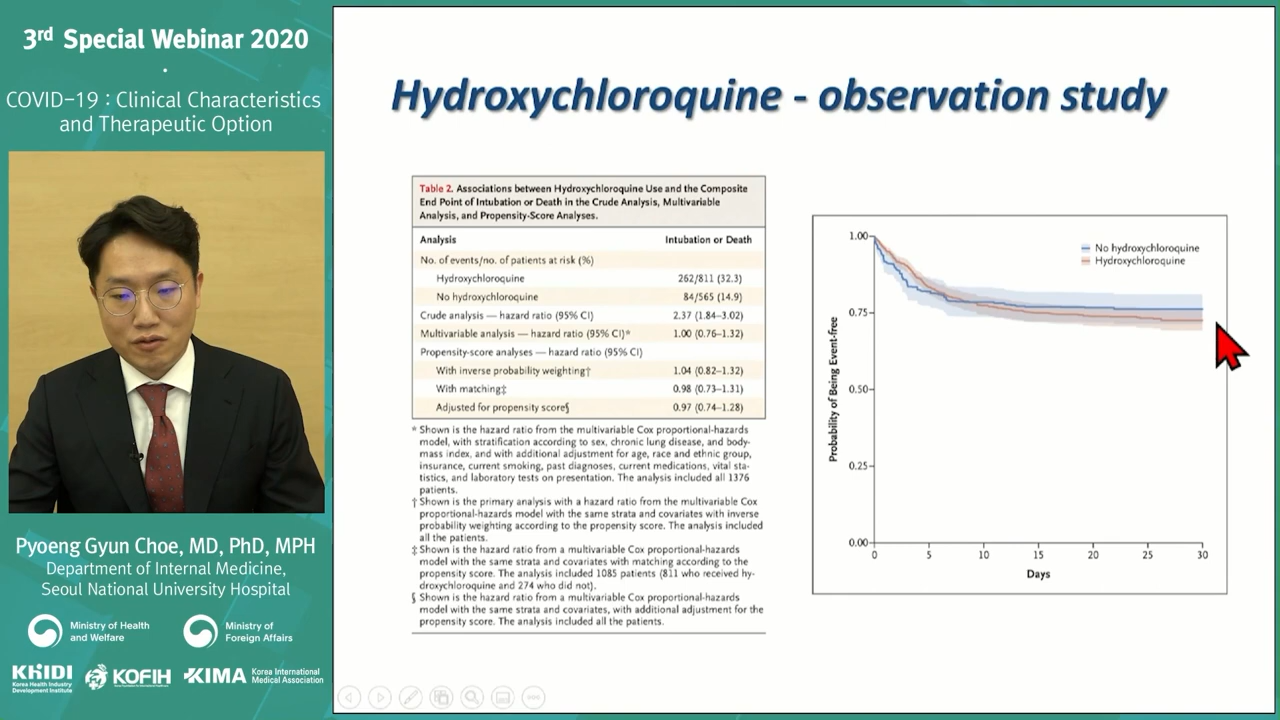 3rd Special Webinar 2020
COVID-19 : Clinical Characteristics
and Therapeutic Option
Pyoeng Gyun Choe, MD, PhD, MPH
Department of Internal Medicine,
Seoul National University Hospital
Ministry of Health
and Welfare
Ministry of
Foreign Affairs
KHIDI
Korea Health Industry
Development Institute
KOFIH
KIMA
Korea International
Medical Association
Hydroxychloroquine - observation study
Table 2. Associations between Hydroxychloroquine Use and the Composite
End Point of Intubation or Death in the Crude Analysis, Multivariable
Analysis, and Propensity-Score Analyses.
Analysis Intubation or Death
No. of events/no. of patients at risk (%)
Hydroxychloroquine 262/811 (32.3)
No hydroxychloroquine 84/565 (14.9)
Crude analysis — hazard ratio (95% CI) 2.37 (1.84–3.02)
Multivariable analysis — hazard ratio (95% CI)* 1.00 (0.76–1.32)
Propensity-score analyses — hazard ratio (95% CI)
With inverse probability weighting† 1.04 (0.82–1.32)
With matching‡ 0.98 (0.73–1.31)
Adjusted for propensity score§ 0.97 (0.74–1.28)
* Shown is the hazard ratio from the multivariable Cox proportional-hazards
model, with stratification according to sex, chronic lung disease, and body-
mass index, and with additional adjustment for age, race and ethnic group,
insurance, current smoking, past diagnoses, current medications, vital sta-
tistics, and laboratory tests on presentation. The analysis included all 1376
patients.
† Shown is the primary analysis with a hazard ratio from the multivariable Cox
proportional-hazards model with the same strata and covariates with inverse
probability weighting according to the propensity score. The analysis included
all the patients.
‡ Shown is the hazard ratio from a multivariable Cox proportional-hazards
model with the same strata and covariates with matching according to the
propensity score. The analysis included 1085 patients (811 who received hy-
droxychloroquine and 274 who did not).
§ Shown is the hazard ratio from a multivariable Cox proportional-hazards
model with the same strata and covariates, with additional adjustment for the
propensity score. The analysis included all the patients.
No hydroxychloroquine
Hydroxychloroquine
Probability of Being Event-free
1.00
0.75
0.50
0.25
0.00
0 5 10 15 20 25 30
Days